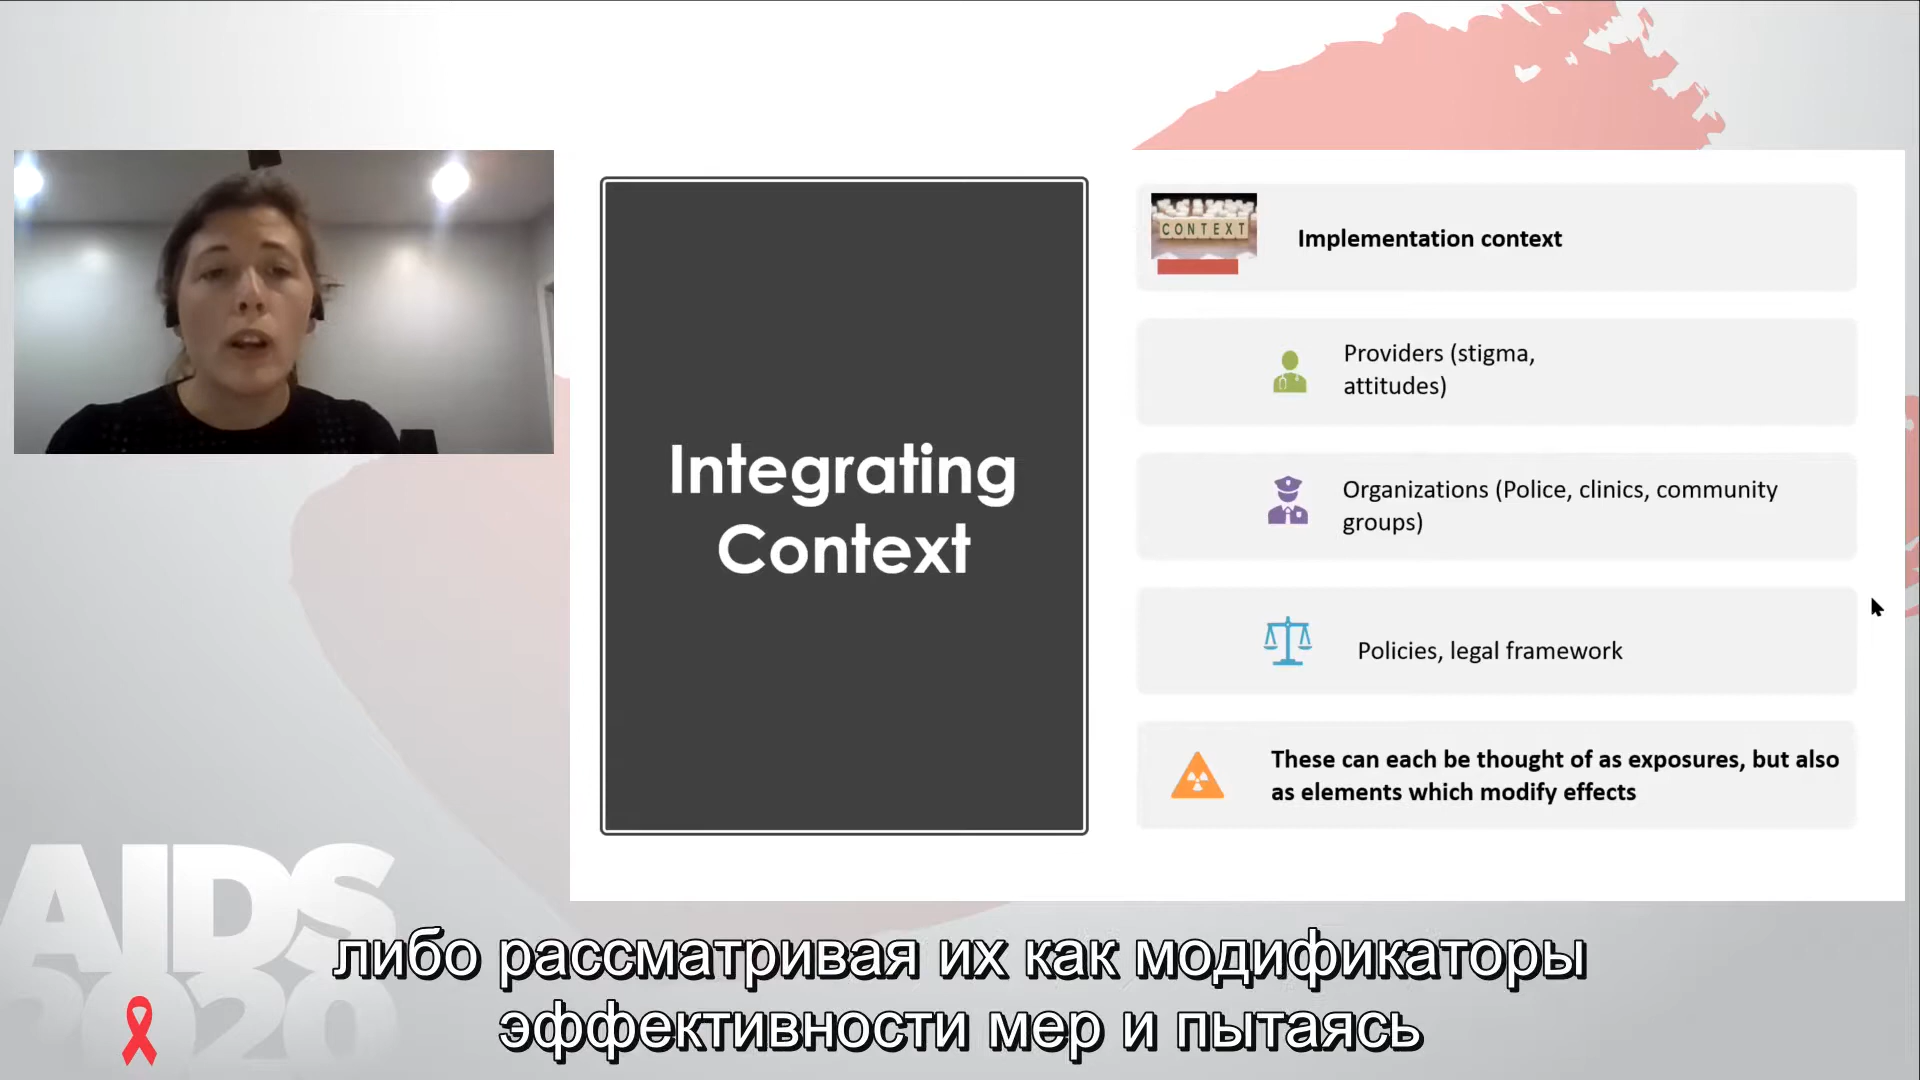 Integrating
Context
CONTEXT
Implementation context
Providers (stigma,
attitudes)
Organizations (Police, clinics, community
groups)
Policies, legal framework
These can each be thought of as exposures, but also
as elements which modify effects
AIDS
2020
либо рассматривая их как модификаторы
эффективности мер и пытаясь